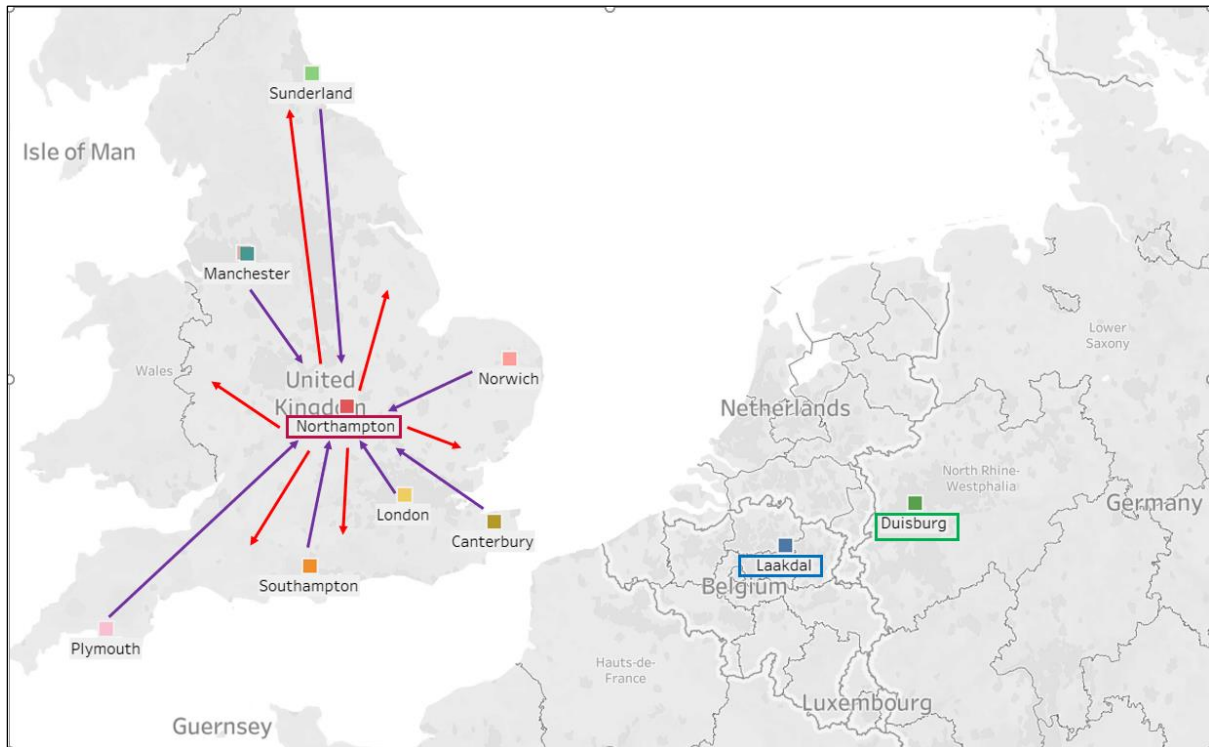 Sunderland
Isle of Man
Manchester
Lower
Saxony
Wales
United
Kingdom
Norwich
Netherlands
Northampton
North Rhine-
Westphalia
London
Germany
Duisburg
Canterbury
Laakdal
Southampton
Belgium
Plymouth
Hauts-de-
France
Luxembourg
Guernsey